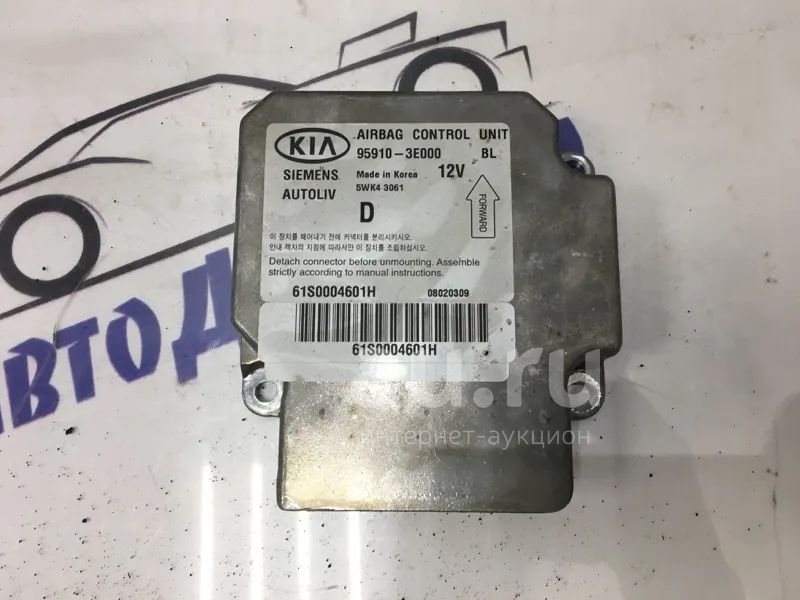 KIA
AIRBAG CONTROL UNIT
95910-3E000 BL
SIEMENS
AUTOLIV
Made in Korea 12V
5WK4 3061
D
FORWARD
이 장치를 떼어내기 전에 커넥터를 분리시키시오.
안내 책자의 지침에 따라서만 이 장치를 조립하십시오.
Detach connector before unmounting. Assemble
strictly according to manual instructions.
61S0004601H 08020309
61S0004601H
АВТОД
au.ru
интернет-аукцион